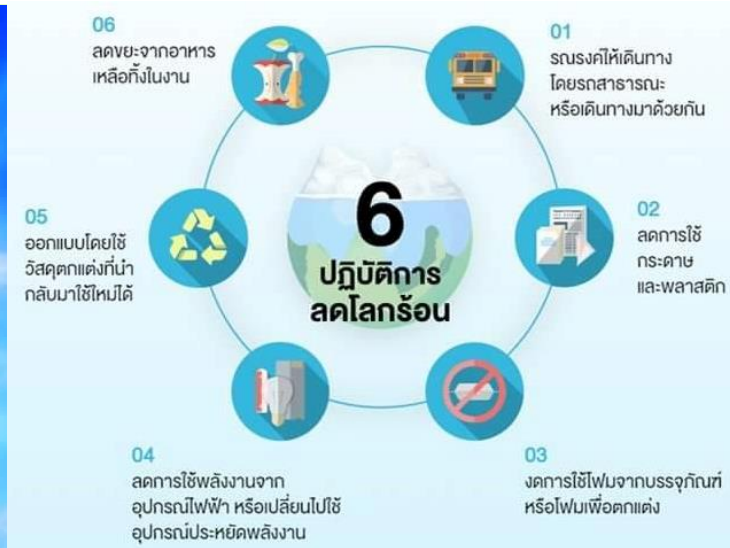 6
ปฏิบัติการ
ลดโลกร้อน
01
รณรงค์ให้เดินทาง
โดยรถสาธารณะ
หรือเดินทางมาด้วยกัน
02
ลดการใช้
กระดาษ
และพลาสติก
03
งดการใช้โฟมจากบรรจุภัณฑ์
หรือโฟมเพื่อตกแต่ง
04
ลดการใช้พลังงานจาก
อุปกรณ์ไฟฟ้า หรือเปลี่ยนไปใช้
อุปกรณ์ประหยัดพลังงาน
05
ออกแบบโดยใช้
วัสดุตกแต่งที่นำ
กลับมาใช้ใหม่ได้
06
ลดขยะจากอาหาร
เหลือทิ้งในงาน